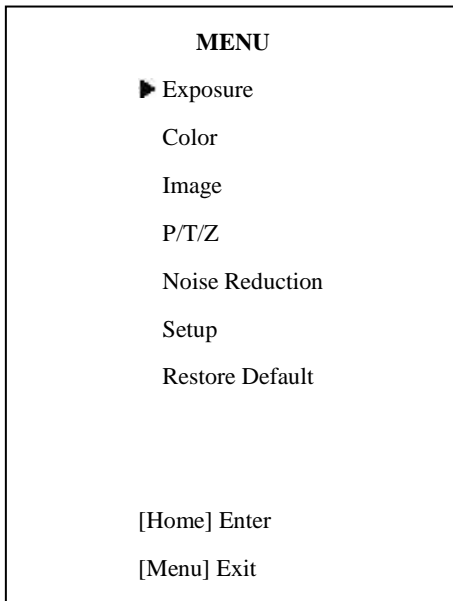 MENU
Exposure
Color
Image
P/T/Z
Noise Reduction
Setup
Restore Default
[Home] Enter
[Menu] Exit